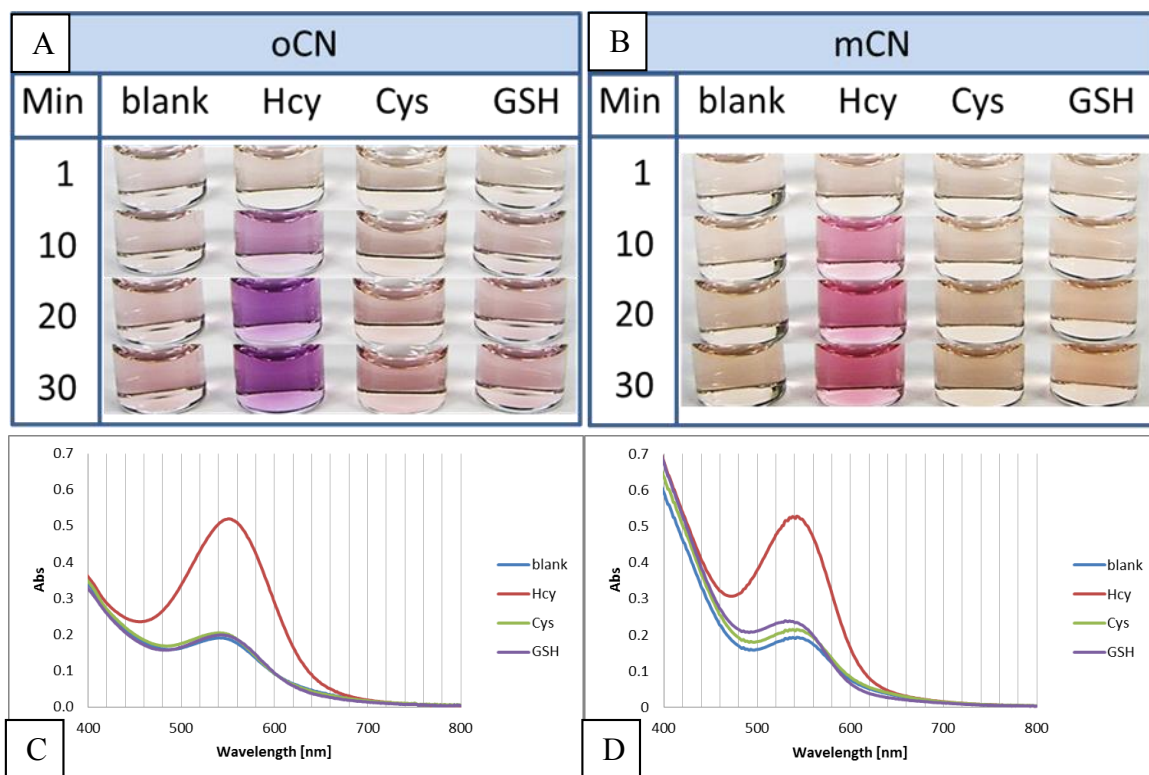 A oCN
Min blank Hcy Cys GSH
1
10
20
30
B mCN
Min blank Hcy Cys GSH
1
10
20
30
0.7
0.6
0.5
0.4
0.3
0.2
0.1
0.0
Abs
400 500 600 700 800
Wavelength [nm]
blank
Hcy
Cys
GSH
C
0.7
0.6
0.5
0.4
0.3
0.2
0.1
0
Abs
400 500 600 700 800
Wavelength [nm]
blank
Hcy
Cys
GSH
D